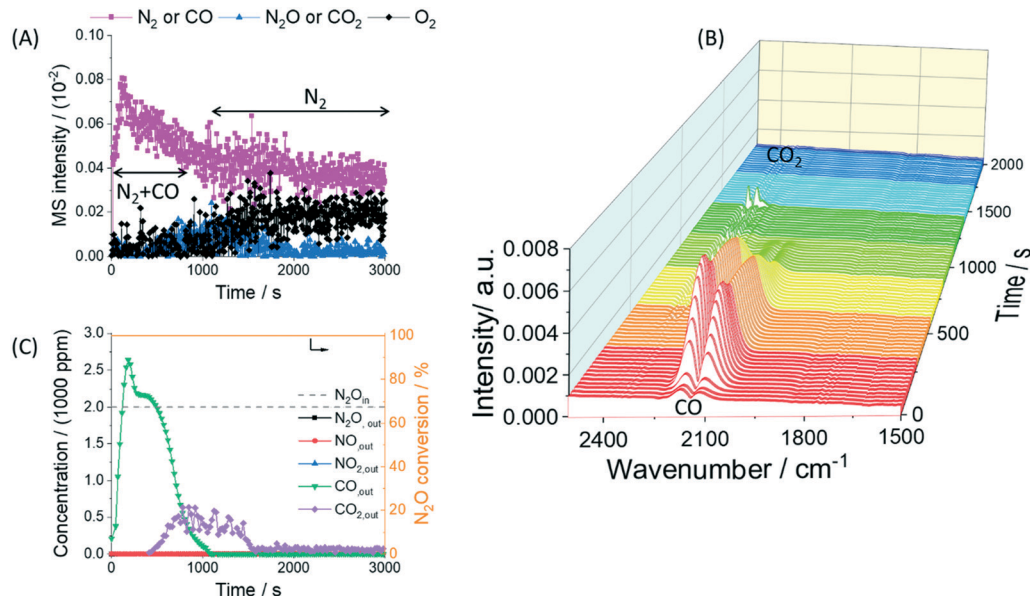 (A)
N₂ or CO N₂O or CO₂ O₂
MS intensity / (10⁻²)
0.10
0.08
0.06
0.04
0.02
0.00
N₂
N₂+CO
0 1000 2000 3000
Time / s
(B)
CO₂
CO
Intensity/ a.u.
0.008
0.006
0.004
0.002
0.000
2400 2100 1800 1500
Wavenumber / cm⁻¹
2000
1500
1000
500
0
Time / s
(C)
Concentration / (1000 ppm)
3.0
2.5
2.0
1.5
1.0
0.5
0.0
N₂Oᵢₙ
N₂O,out
NO,out
NO₂,out
CO,out
CO₂,out
100
80
60
40
20
0
N₂O conversion / %
0 1000 2000 3000
Time / s